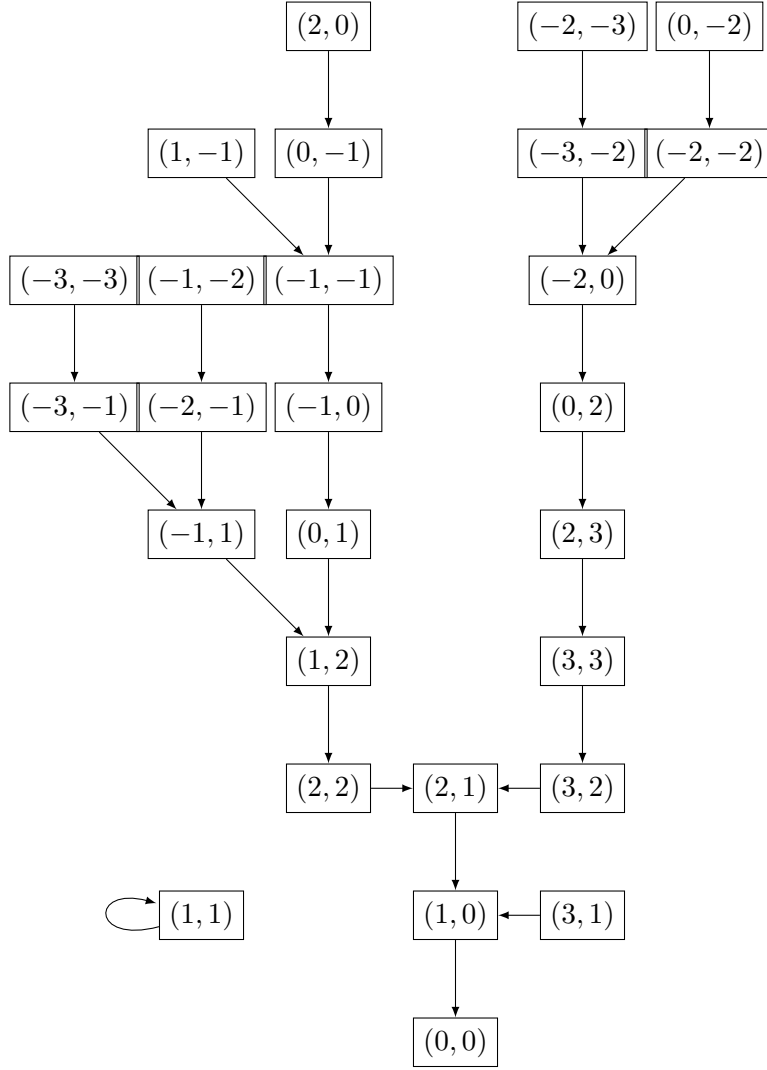 (2, 0) (−2, −3) (0, −2)
(1, −1) (0, −1) (−3, −2) (−2, −2)
(−3, −3) (−1, −2) (−1, −1) (−2, 0)
(−3, −1) (−2, −1) (−1, 0) (0, 2)
(−1, 1) (0, 1) (2, 3)
(1, 2) (3, 3)
(2, 2) (2, 1) (3, 2)
(1, 1) (1, 0) (3, 1)
(0, 0)